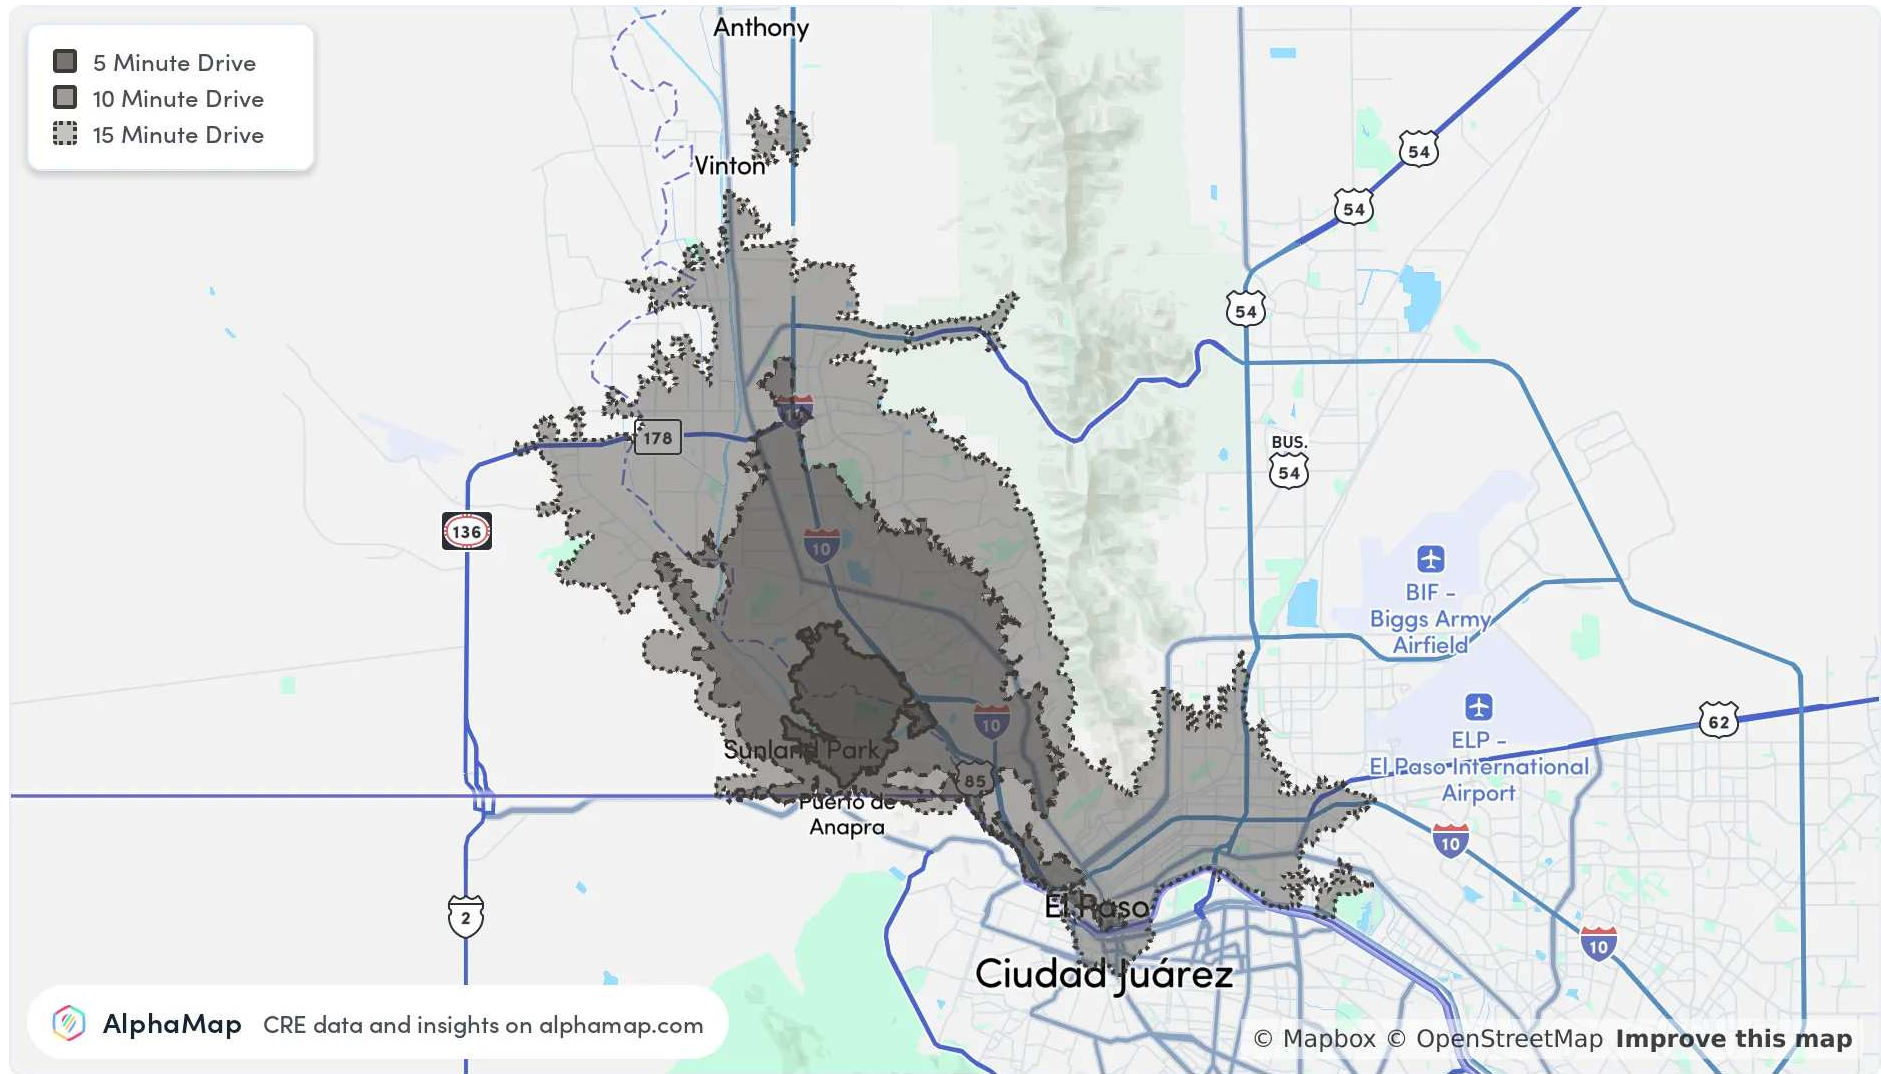 5 Minute Drive
10 Minute Drive
15 Minute Drive
Anthony
Vinton
54
54
54
178
10
BUS.
54
136
10
BIF -
Biggs Army
Airfield
10
62
Sunland Park
ELP -
El Paso International
Airport
85
Puerto de
Anapra
10
2
El Paso
10
Ciudad Juárez
AlphaMap CRE data and insights on alphamap.com
© Mapbox © OpenStreetMap Improve this map